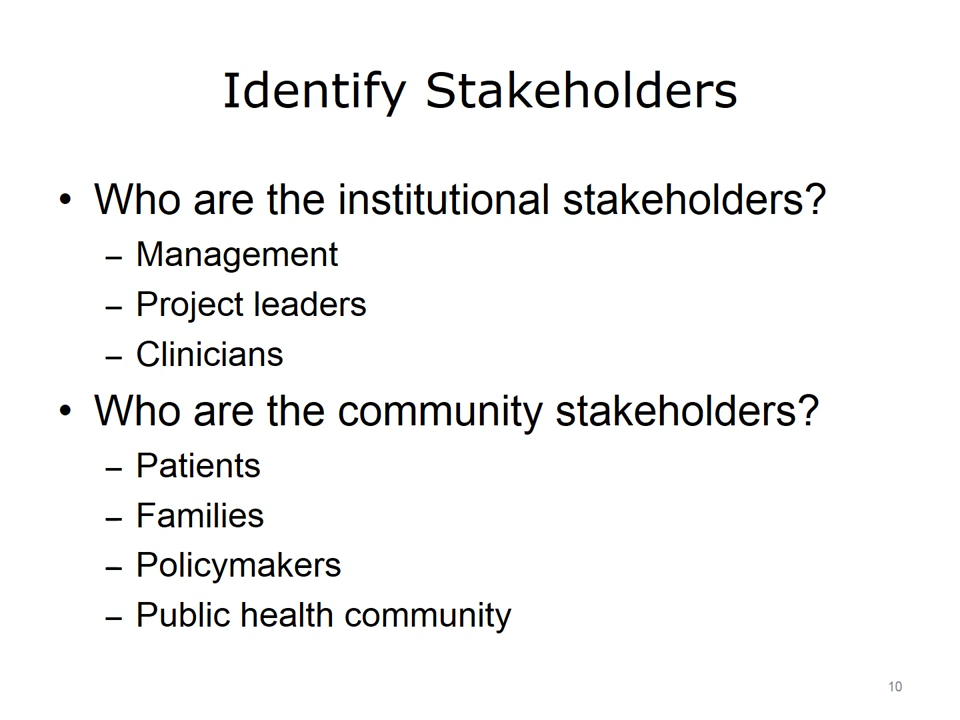 Identify Stakeholders
• Who are the institutional stakeholders?
– Management
– Project leaders
– Clinicians
• Who are the community stakeholders?
– Patients
– Families
– Policymakers
– Public health community
10